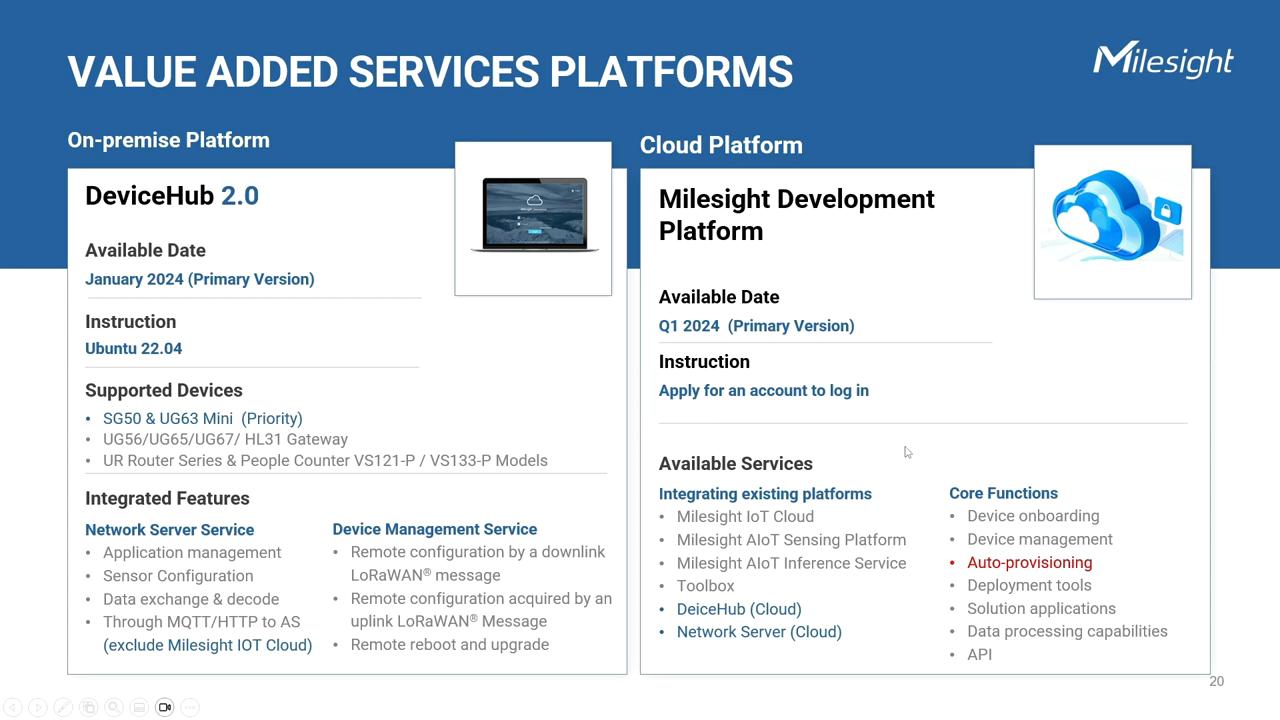 VALUE ADDED SERVICES PLATFORMS
Milesight
On-premise Platform
DeviceHub 2.0
Available Date
January 2024 (Primary Version)
Instruction
Ubuntu 22.04
Supported Devices
• SG50 & UG63 Mini (Priority)
• UG56/UG65/UG67/ HL31 Gateway
• UR Router Series & People Counter VS121-P / VS133-P Models
Integrated Features
Network Server Service
• Application management
• Sensor Configuration
• Data exchange & decode
• Through MQTT/HTTP to AS
(exclude Milesight IOT Cloud)
Device Management Service
• Remote configuration by a downlink
LoRaWAN® message
• Remote configuration acquired by an
uplink LoRaWAN® Message
• Remote reboot and upgrade
Cloud Platform
Milesight Development
Platform
Available Date
Q1 2024 (Primary Version)
Instruction
Apply for an account to log in
Available Services
Integrating existing platforms
• Milesight IoT Cloud
• Milesight AIoT Sensing Platform
• Milesight AIoT Inference Service
• Toolbox
• DeiceHub (Cloud)
• Network Server (Cloud)
Core Functions
• Device onboarding
• Device management
• Auto-provisioning
• Deployment tools
• Solution applications
• Data processing capabilities
• API
20